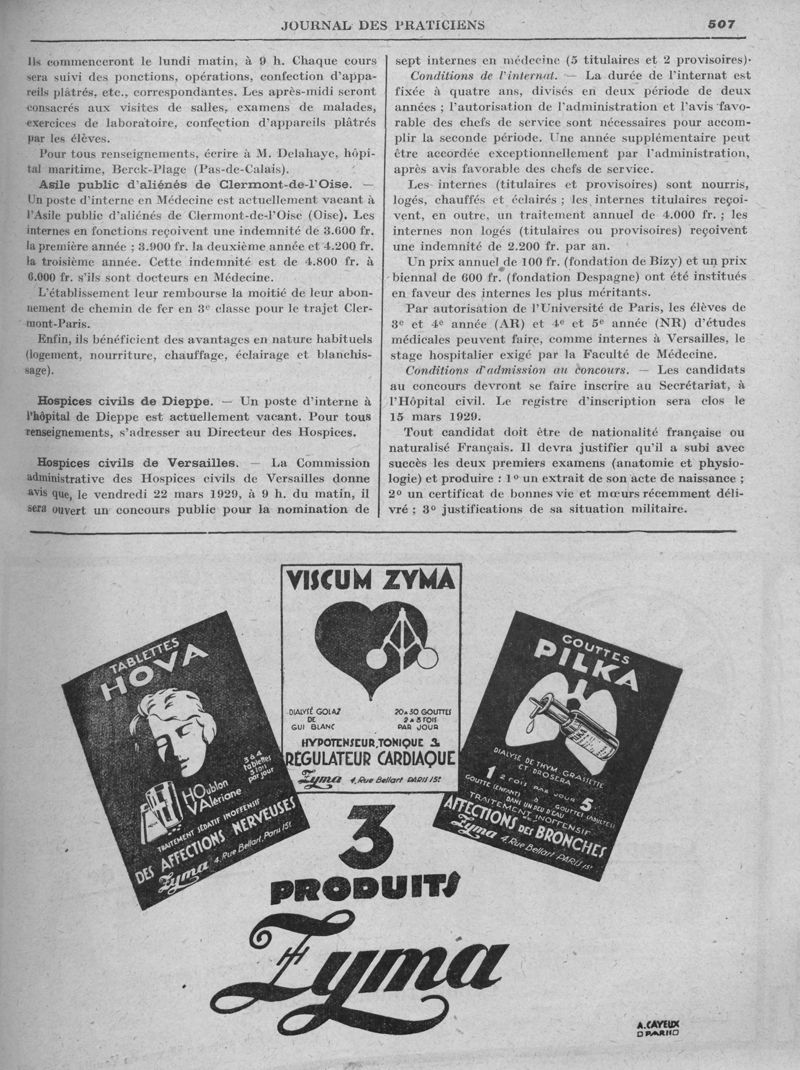 JOURNAL DES PRATICIENS
507
Ils commenceront le lundi matin, à 9 h. Chaque cours
sera suivi des ponctions, opérations, confection d'appa-
reils plâtrés, etc., correspondantes. Les après-midi seront
consacrés aux visites de salles, examens de malades,
exercices de laboratoire, confection d'appareils plâtrés
par les élèves.
Pour tous renseignements, écrire à M. Delahaye, hôpi-
tal maritime, Berck-Plage (Pas-de-Calais).
Asile public d'aliénés de Clermont-de-l'Oise. —
Un poste d'interne en Médecine est actuellement vacant à
l'Asile public d'aliénés de Clermont-de-l'Oise (Oise). Les
internes en fonctions reçoivent une indemnité de 3.600 fr.
la première année ; 3.900 fr. la deuxième année et 4.200 fr.
la troisième année. Cette indemnité est de 4.800 fr. à
6.000 fr. s'ils sont docteurs en Médecine.
L'établissement leur rembourse la moitié de leur abon-
nement de chemin de fer en 3e classe pour le trajet Cler-
mont-Paris.
Enfin, ils bénéficient des avantages en nature habituels
(logement, nourriture, chauffage, éclairage et blanchis-
sage).
Hospices civils de Dieppe. — Un poste d'interne à
l'hôpital de Dieppe est actuellement vacant. Pour tous
renseignements, s'adresser au Directeur des Hospices.
Hospices civils de Versailles. — La Commission
administrative des Hospices civils de Versailles donne
avis que, le vendredi 22 mars 1929, à 9 h. du matin, il
sera ouvert un concours public pour la nomination de
sept internes en médecine (5 titulaires et 2 provisoires).
Conditions de l'internat. — La durée de l'internat est
fixée à quatre ans, divisés en deux période de deux
années ; l'autorisation de l'administration et l'avis favo-
rable des chefs de service sont nécessaires pour accom-
plir la seconde période. Une année supplémentaire peut
être accordée exceptionnellement par l'administration,
après avis favorable des chefs de service.
Les internes (titulaires et provisoires) sont nourris,
logés, chauffés et éclairés ; les internes titulaires reçoi-
vent, en outre, un traitement annuel de 4.000 fr. ; les
internes non logés (titulaires ou provisoires) reçoivent
une indemnité de 2.200 fr. par an.
Un prix annuel de 100 fr. (fondation de Bizy) et un prix
biennal de 600 fr. (fondation Despagne) ont été institués
en faveur des internes les plus méritants.
Par autorisation de l'Université de Paris, les élèves de
3e et 4e année (AR) et 4e et 5e année (NR) d'études
médicales peuvent faire, comme internes à Versailles, le
stage hospitalier exigé par la Faculté de Médecine.
Conditions d'admission au concours. — Les candidats
au concours devront se faire inscrire au Secrétariat, à
l'Hôpital civil. Le registre d'inscription sera clos le
15 mars 1929.
Tout candidat doit être de nationalité française ou
naturalisé Français. Il devra justifier qu'il a subi avec
succès les deux premiers examens (anatomie et physio-
logie) et produire : 1o un extrait de son acte de naissance ;
2o un certificat de bonnes vie et mœurs récemment déli-
vré ; 3o justifications de sa situation militaire.
TABLETTES
HOVA
3 à 4
tablettes
3 fois
par jour
HOublon
VAlériane
TRAITEMENT SÉDATIF INOFFENSIF
DES AFFECTIONS NERVEUSES
Zyma 4, Rue Bellart, Paris 15e
VISCUM ZYMA
DIALYSÉ GOLAZ
DE
GUI BLANC
20 à 30 GOUTTES
2 à 3 FOIS
PAR JOUR
HYPOTENSEUR, TONIQUE &
RÉGULATEUR CARDIAQUE
Zyma 4, Rue Bellart PARIS 15e
GOUTTES
PILKA
DIALYSE DE THYM GRASSETTE
ET DROSERA
2 FOIS PAR JOUR
1 GOUTTE (ENFANT) à 5 GOUTTES (ADULTES)
DANS UN PEU D'EAU
TRAITEMENT INOFFENSIF
AFFECTIONS DES BRONCHES
Zyma 4, Rue Bellart PARIS 15e
3
PRODUITS
Zyma
A. CAYEUX
PARIS